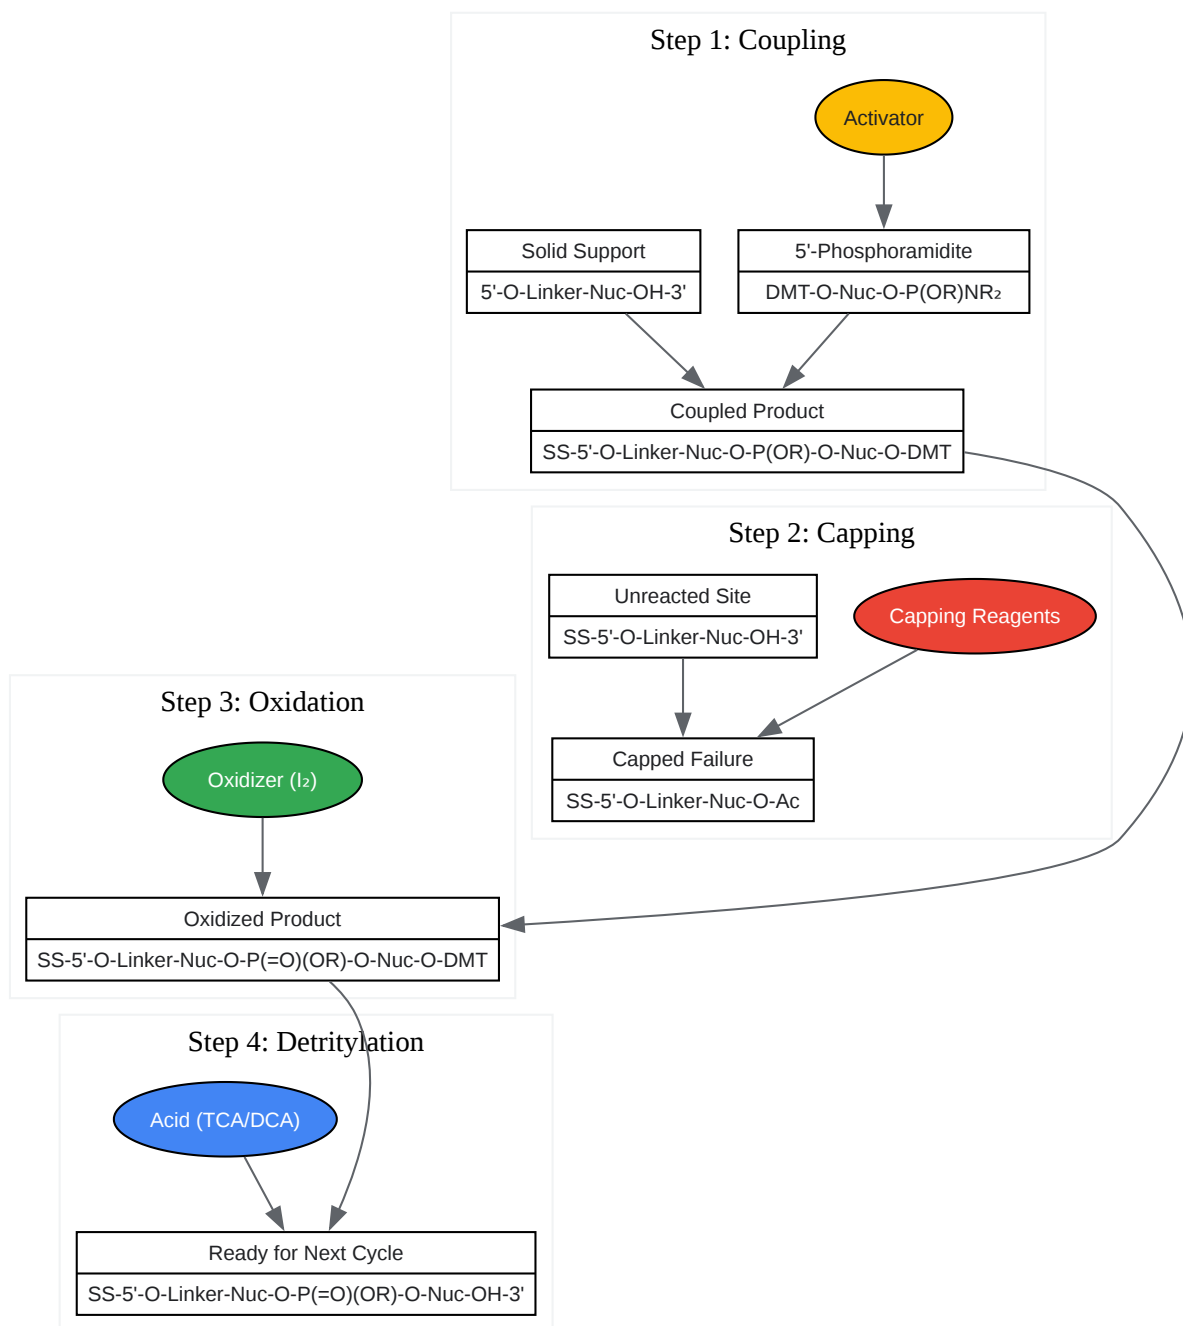 Step 1: Coupling
Activator
Solid Support
5'-O-Linker-Nuc-OH-3'
5'-Phosphoramidite
DMT-O-Nuc-O-P(OR)NR₂
Coupled Product
SS-5'-O-Linker-Nuc-O-P(OR)-O-Nuc-O-DMT
Step 2: Capping
Unreacted Site
SS-5'-O-Linker-Nuc-OH-3'
Capping Reagents
Capped Failure
SS-5'-O-Linker-Nuc-O-Ac
Step 3: Oxidation
Oxidizer (I₂)
Oxidized Product
SS-5'-O-Linker-Nuc-O-P(=O)(OR)-O-Nuc-O-DMT
Step 4: Detritylation
Acid (TCA/DCA)
Ready for Next Cycle
SS-5'-O-Linker-Nuc-O-P(=O)(OR)-O-Nuc-OH-3'